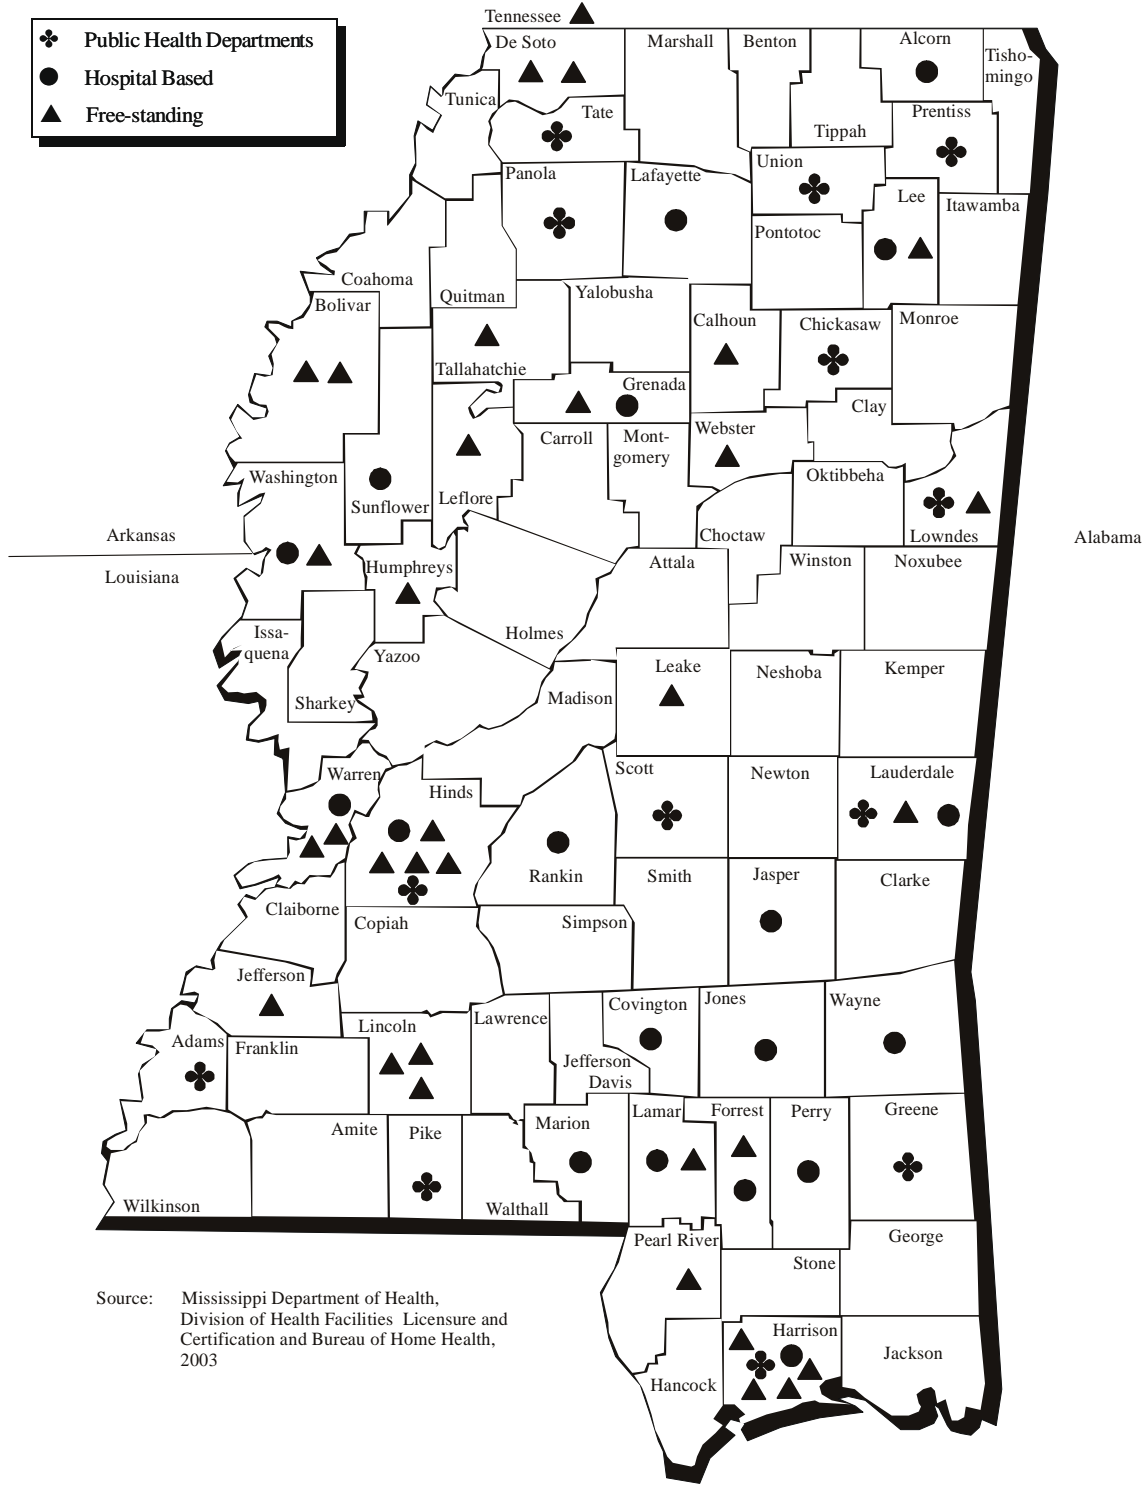 Tennessee
Public Health Departments
Hospital Based
Free-standing
De Soto
Marshall
Benton
Alcorn
Tisho-
mingo
Tunica
Tate
Tippah
Prentiss
Panola
Lafayette
Union
Lee
Itawamba
Pontotoc
Coahoma
Quitman
Yalobusha
Bolivar
Calhoun
Chickasaw
Monroe
Tallahatchie
Grenada
Clay
Carroll
Mont-
gomery
Webster
Washington
Sunflower
Leflore
Oktibbeha
Arkansas
Choctaw
Lowndes
Alabama
Louisiana
Humphreys
Attala
Winston
Noxubee
Issa-
quena
Holmes
Yazoo
Leake
Neshoba
Kemper
Sharkey
Madison
Warren
Hinds
Scott
Newton
Lauderdale
Rankin
Smith
Jasper
Clarke
Claiborne
Copiah
Simpson
Jefferson
Covington
Jones
Wayne
Lincoln
Lawrence
Adams
Franklin
Jefferson
Davis
Amite
Pike
Marion
Lamar
Forrest
Perry
Greene
Wilkinson
Walthall
Pearl River
George
Stone
Source: Mississippi Department of Health,
Division of Health Facilities Licensure and
Certification and Bureau of Home Health,
2003
Harrison
Jackson
Hancock